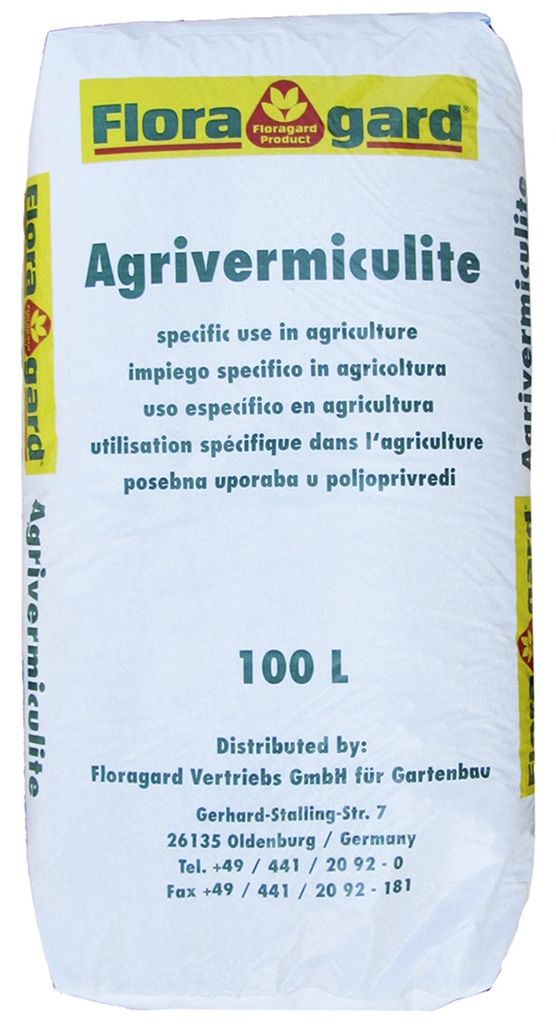 Floragard®
Floragard
Product
Agrivermiculite
specific use in agriculture
impiego specifico in agricoltura
uso específico en agricultura
utilisation spécifique dans l'agriculture
posebna uporaba u poljoprivredi
100 L
Distributed by:
Floragard Vertriebs GmbH für Gartenbau
Gerhard-Stalling-Str. 7
26135 Oldenburg / Germany
Tel. +49 / 441 / 20 92 - 0
Fax +49 / 441 / 20 92 - 181
Floragard
Agrivermiculite
Agrivermiculite
Floragard